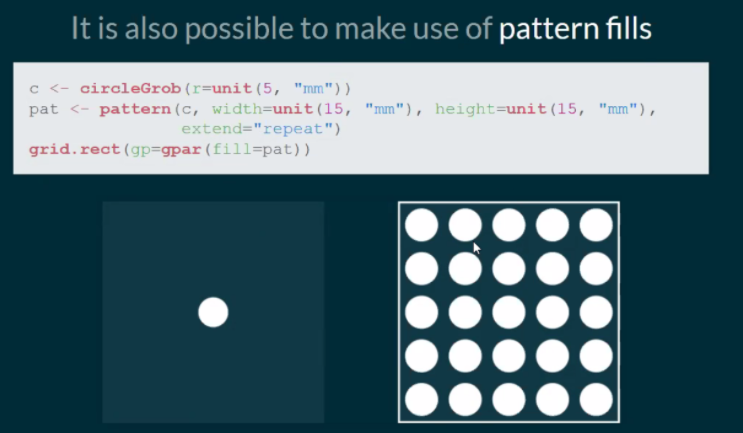 It is also possible to make use of pattern fills
c <- circleGrob(r=unit(5, "mm"))
pat <- pattern(c, width=unit(15, "mm"), height=unit(15, "mm"),
extend="repeat")
grid.rect(gp=gpar(fill=pat))